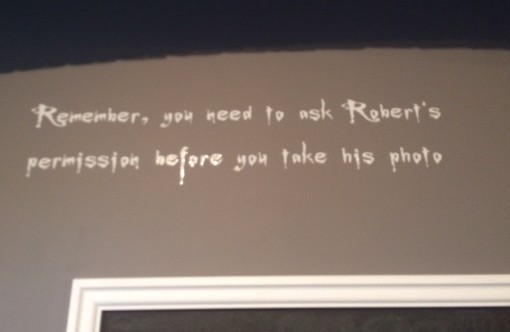 Remember, you need to ask Robert's
permission before you take his photo